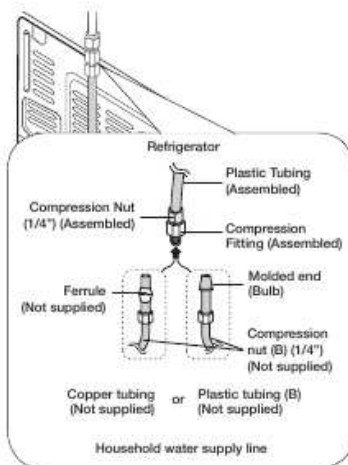 Refrigerator
Plastic Tubing
(Assembled)
Compression Nut
(1/4") (Assembled)
Compression
Fitting (Assembled)
Ferrule
(Not supplied)
Molded end
(Bulb)
Compression
nut (B) (1/4")
(Not supplied)
Copper tubing
(Not supplied)
or
Plastic tubing (B)
(Not supplied)
Household water supply line